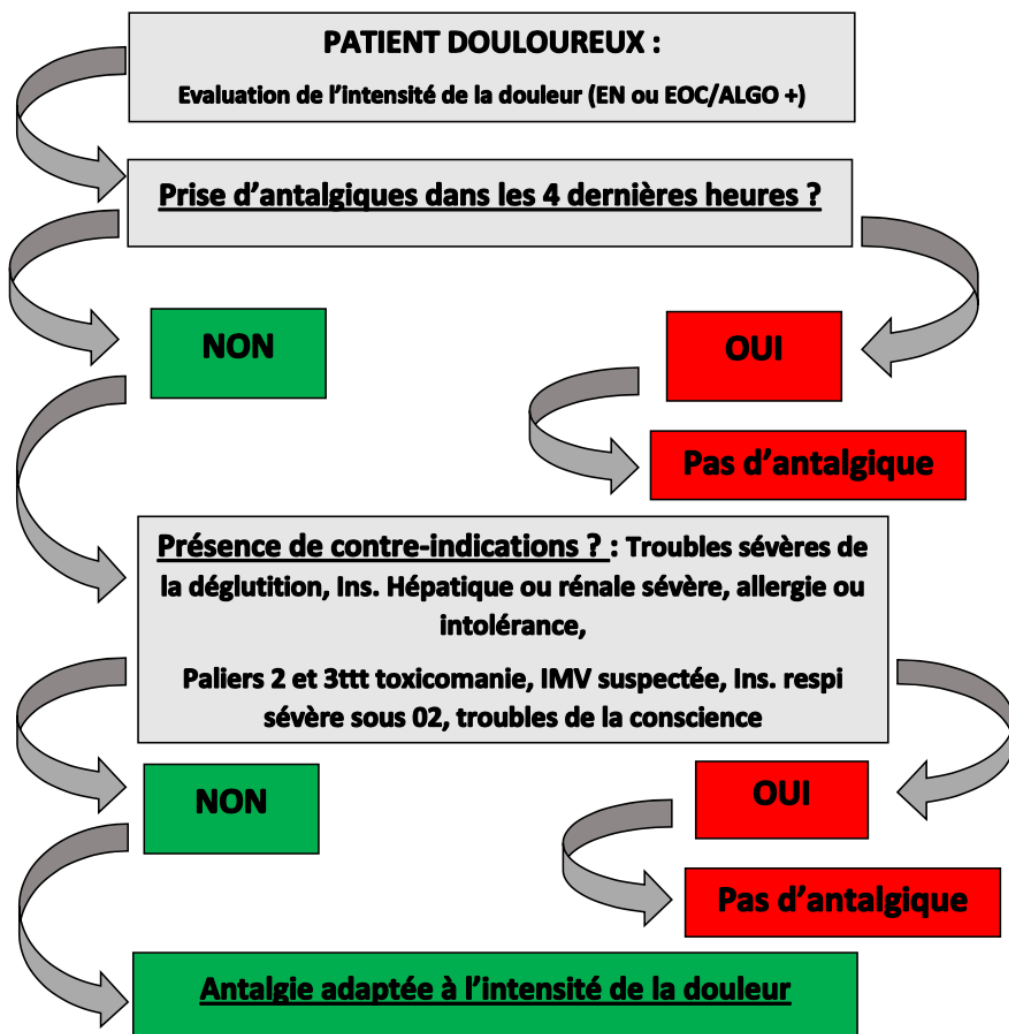 PATIENT DOULOUREUX :
Evaluation de l’intensité de la douleur (EN ou EOC/ALGO +)
Prise d’antalgiques dans les 4 dernières heures ?
NON
OUI
Pas d’antalgique
Présence de contre-indications ? : Troubles sévères de
la déglutition, Ins. Hépatique ou rénale sévère, allergie ou
intolérance,
Paliers 2 et 3ttt toxicomanie, IMV suspectée, Ins. respi
sévère sous 02, troubles de la conscience
NON
OUI
Pas d’antalgique
Antalgie adaptée à l’intensité de la douleur